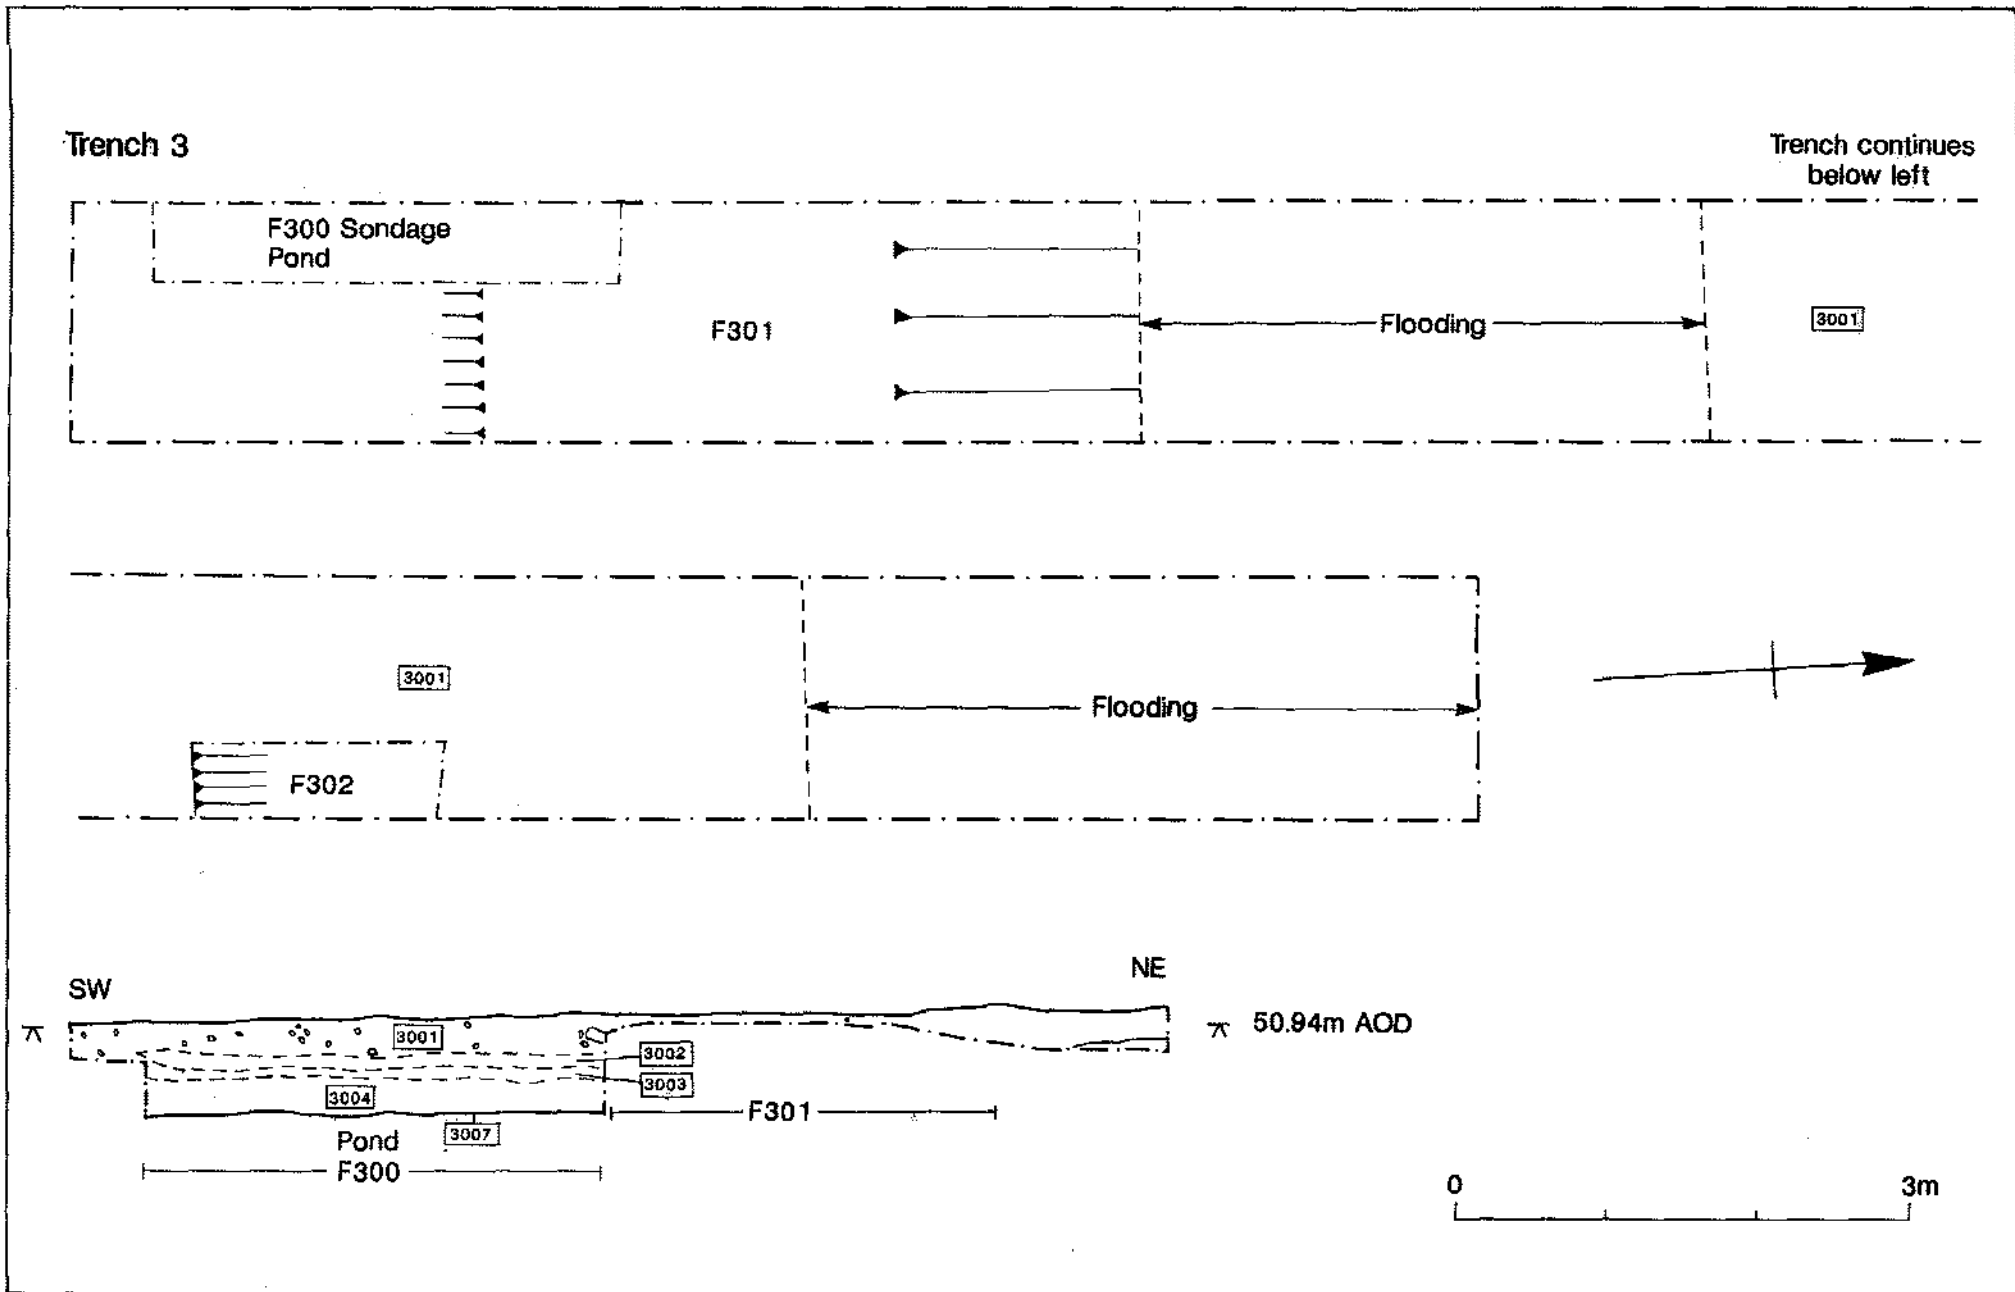 Trench 3
Trench continues
below left
F300 Sondage
Pond
F301
Flooding
3001
3001
Flooding
F302
SW
NE
50.94m AOD
3001
3002
3003
3004
F301
3007
Pond
F300
0 3m